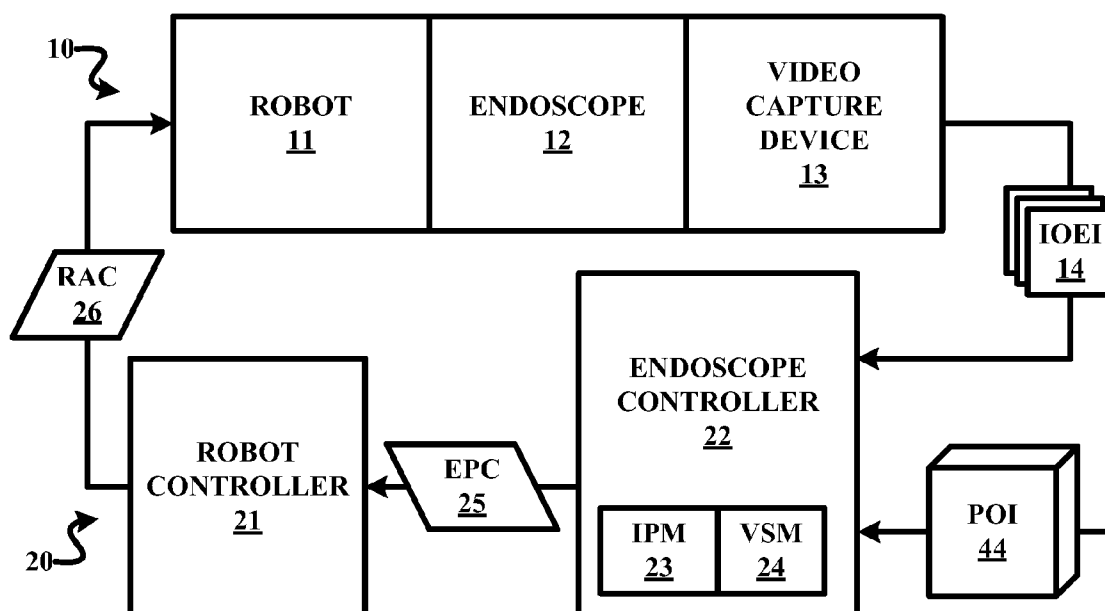 10
ROBOT
11
ENDOSCOPE
12
VIDEO
CAPTURE
DEVICE
13
IOEI
14
RAC
26
ENDOSCOPE
CONTROLLER
22
ROBOT
CONTROLLER
21
EPC
25
POI
44
IPM
23
VSM
24
20